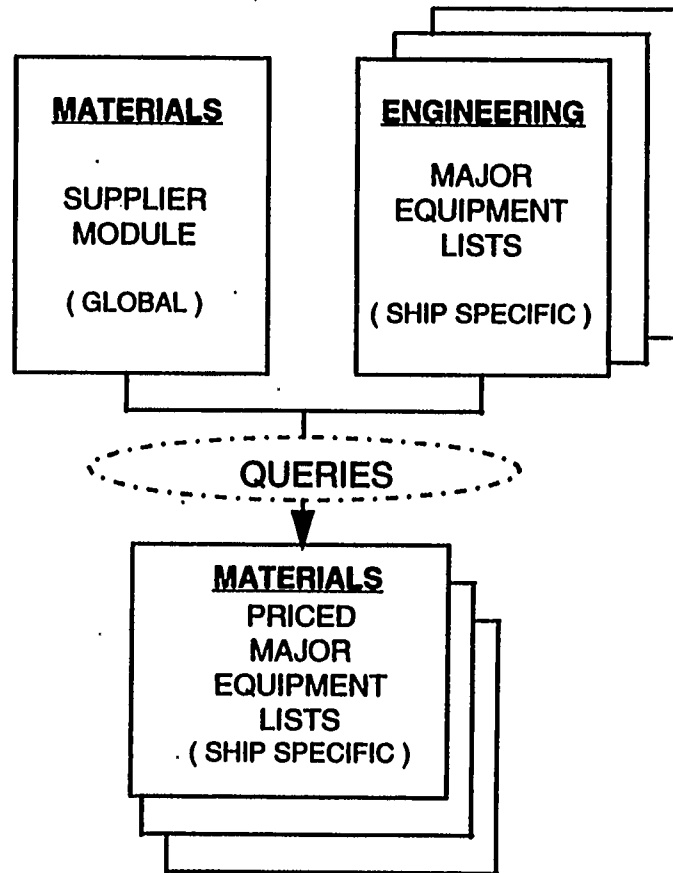 MATERIALS
SUPPLIER
MODULE
( GLOBAL )
ENGINEERING
MAJOR
EQUIPMENT
LISTS
( SHIP SPECIFIC )
QUERIES
MATERIALS
PRICED
MAJOR
EQUIPMENT
LISTS
( SHIP SPECIFIC )